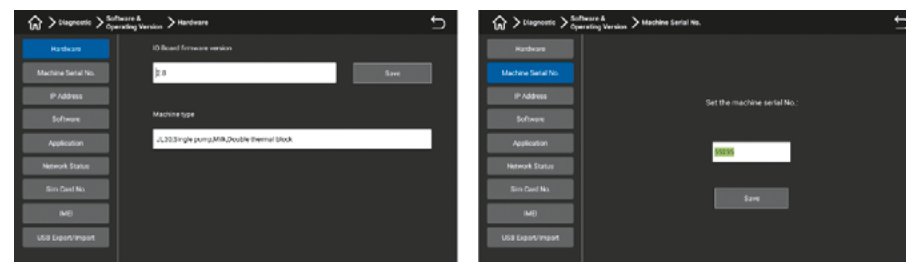 Diagnostic > Software & Operating Version > Hardware
Hardware
Machine Serial No.
IP Address
Software
Application
Network Status
Sim Card No.
IMEI
USB Export/Import
IO Board firmware version
Save
Machine type
JL30,Single pump,Milk,Double thermal block
Diagnostic > Software & Operating Version > Machine Serial No.
Hardware
Machine Serial No.
IP Address
Software
Application
Network Status
Sim Card No.
IMEI
USB Export/Import
Set the machine serial No.:
Save